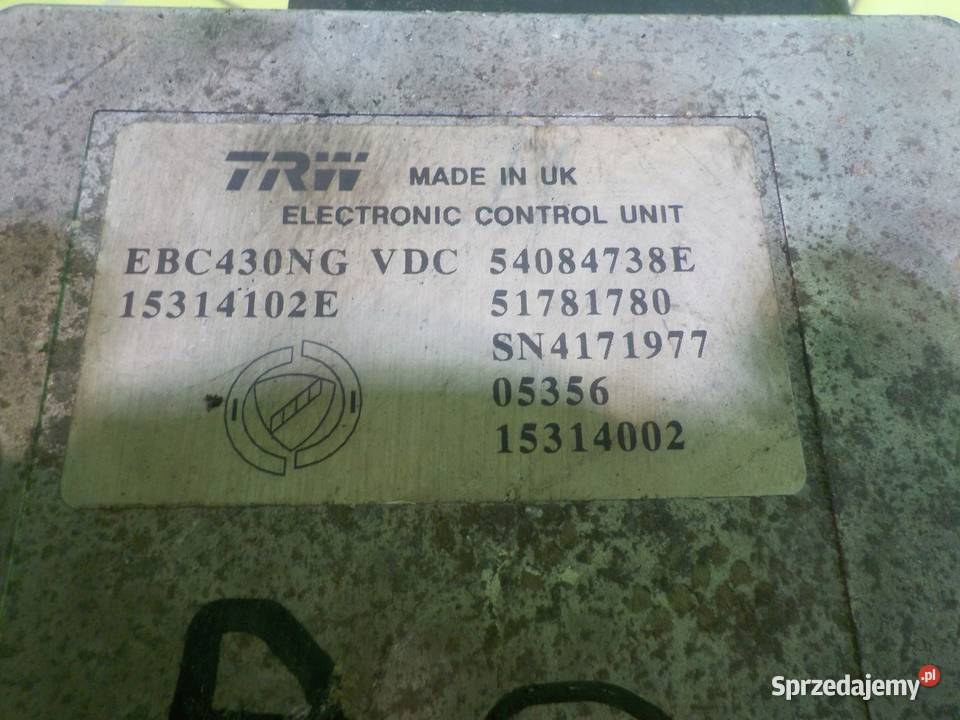 TRW MADE IN UK
ELECTRONIC CONTROL UNIT
EBC430NG VDC 54084738E
15314102E 51781780
SN4171977
05356
15314002
Sprzedajemy.pl